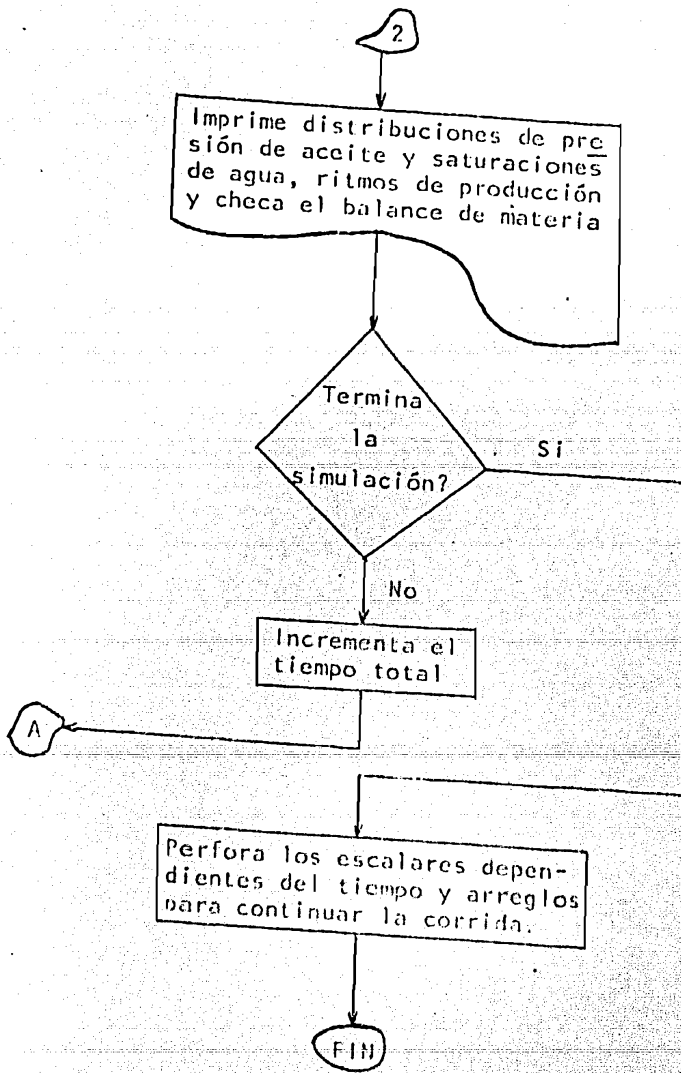 2
Imprime distribuciones de pre
sión de aceite y saturaciones
de agua, ritmos de producción
y checa el balance de materia
Termina
la
simulación?
Si
No
Incrementa el
tiempo total
A
Perfora los escalares depen-
dientes del tiempo y arreglos
para continuar la corrida.
FIN